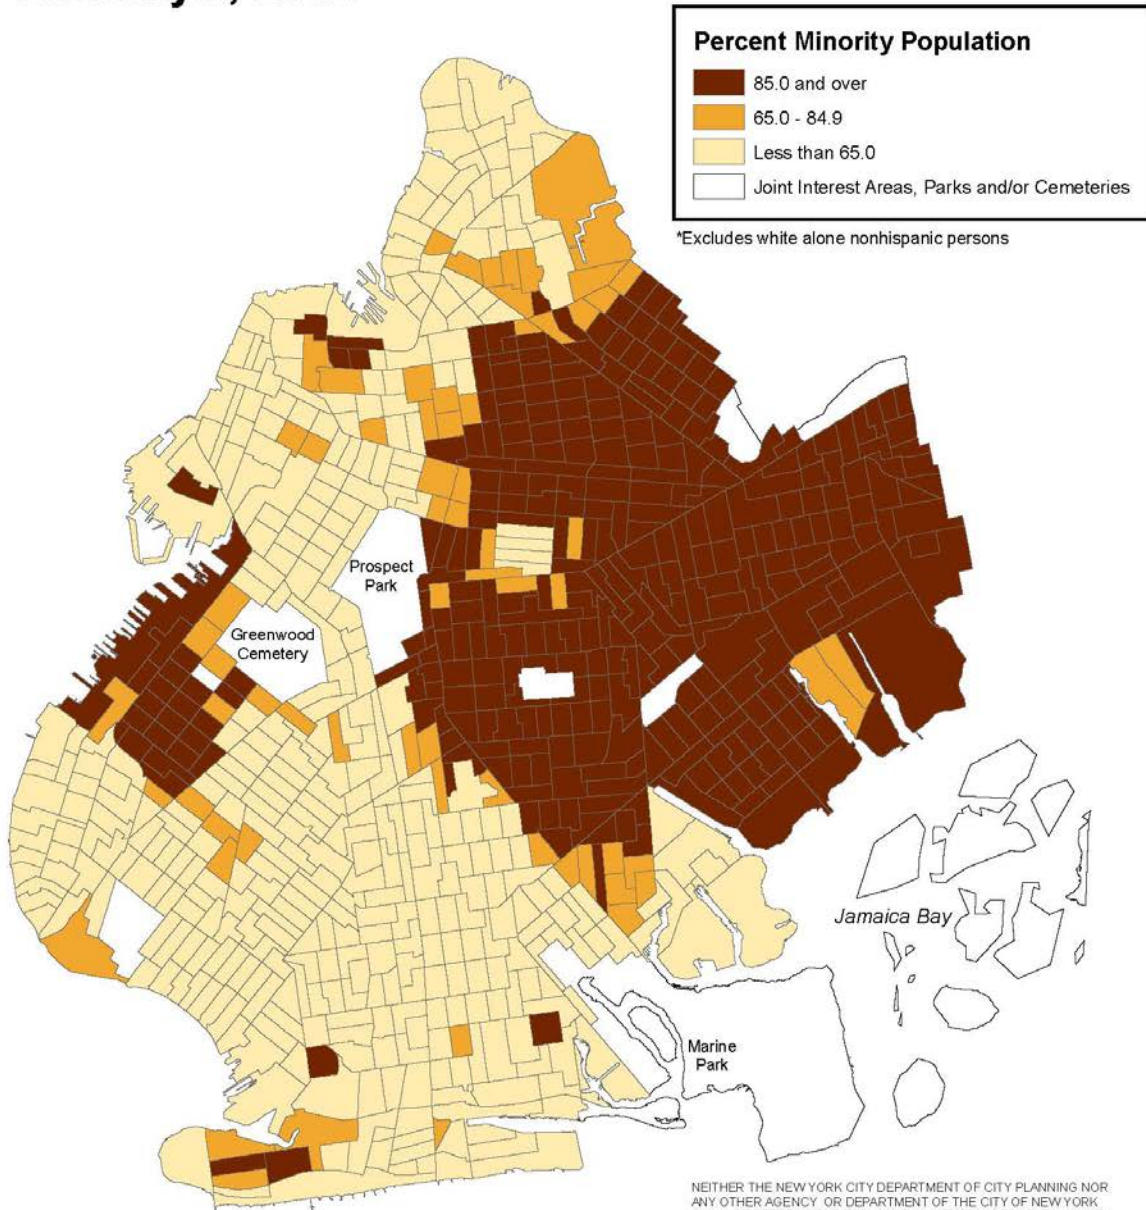 Percent Minority Population
85.0 and over
65.0 - 84.9
Less than 65.0
Joint Interest Areas, Parks and/or Cemeteries
*Excludes white alone nonhispanic persons
Prospect
Park
Greenwood
Cemetery
Jamaica Bay
Marine
Park
NEITHER THE NEW YORK CITY DEPARTMENT OF CITY PLANNING NOR
ANY OTHER AGENCY OR DEPARTMENT OF THE CITY OF NEW YORK